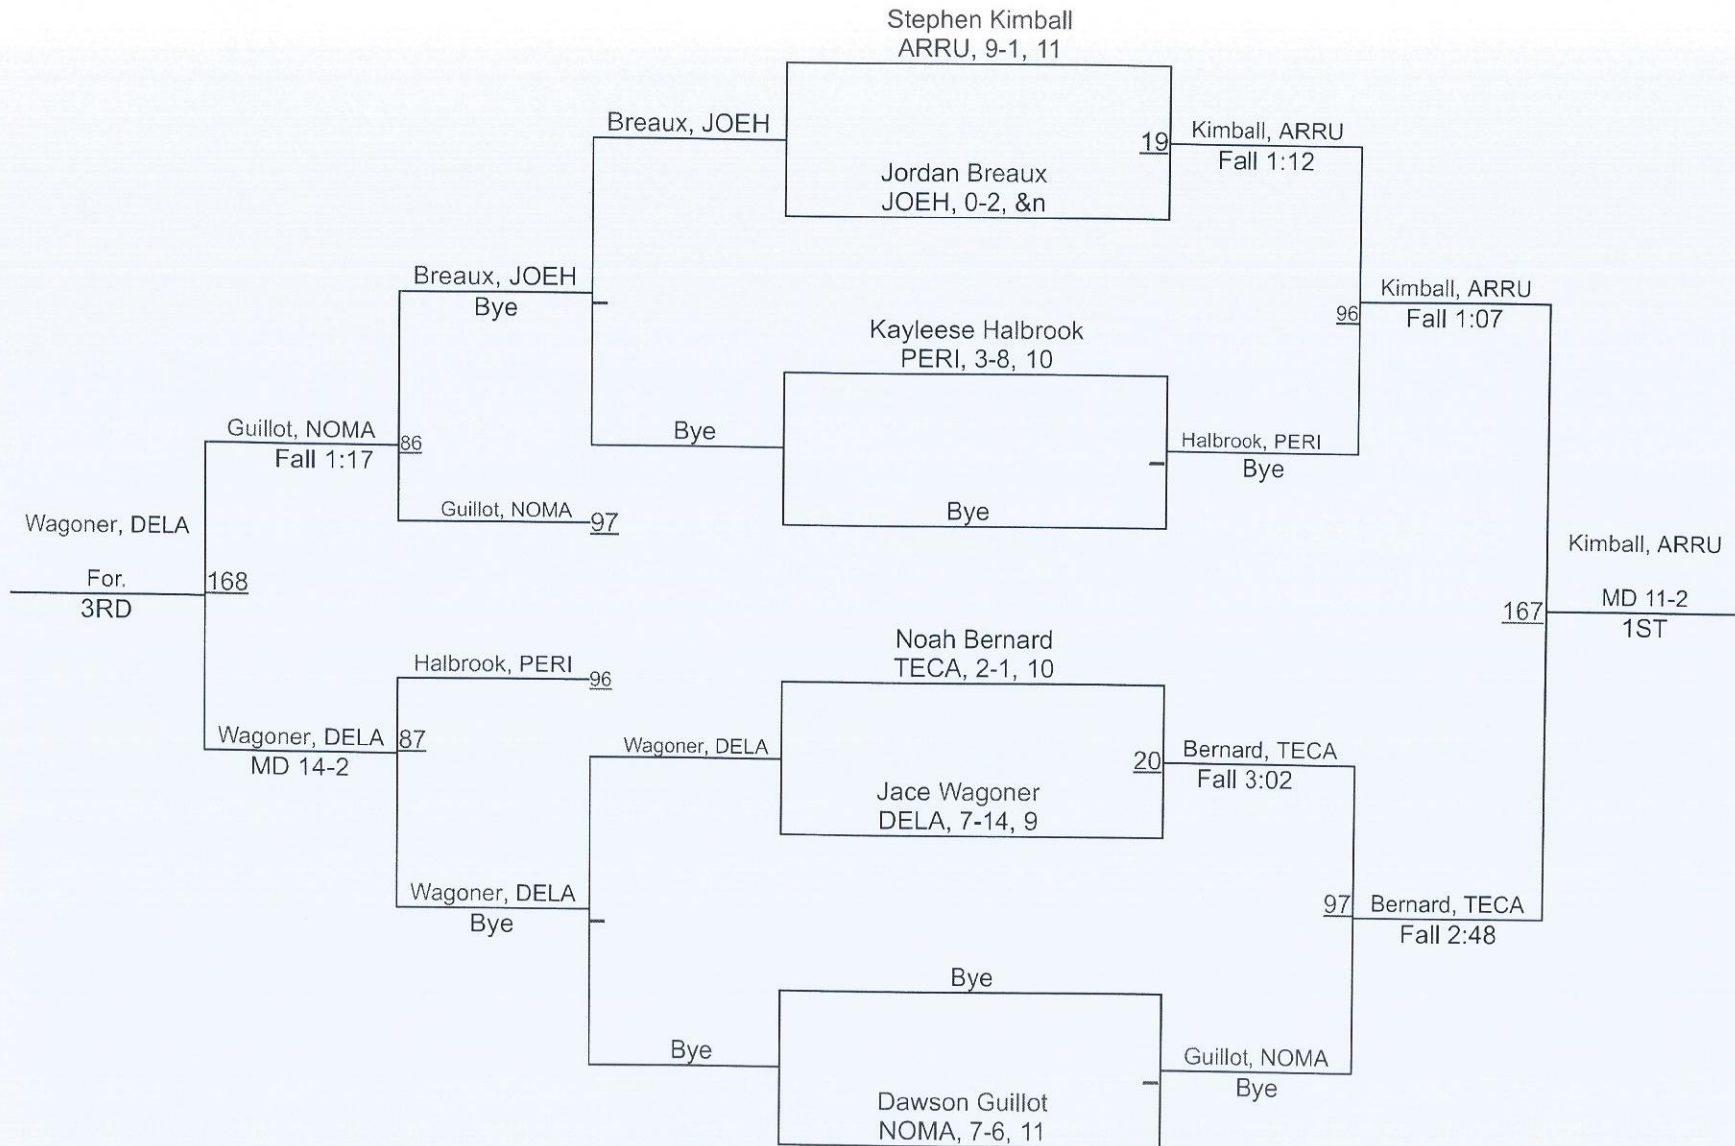 Stephen Kimball
ARRU, 9-1, 11
Breaux, JOEH
19
Kimball, ARRU
Fall 1:12
Jordan Breaux
JOEH, 0-2, &n
Breaux, JOEH
Bye
Kimball, ARRU
96
Fall 1:07
Kayleese Halbrook
PERI, 3-8, 10
Guillot, NOMA
86
Fall 1:17
Bye
Halbrook, PERI
Bye
Guillot, NOMA
97
Bye
Wagoner, DELA
For.
168
3RD
Kimball, ARRU
167
MD 11-2
1ST
Noah Bernard
TECA, 2-1, 10
Halbrook, PERI
96
Wagoner, DELA
87
MD 14-2
Wagoner, DELA
20
Bernard, TECA
Fall 3:02
Jace Wagoner
DELA, 7-14, 9
Wagoner, DELA
Bye
97
Bernard, TECA
Fall 2:48
Bye
Bye
Guillot, NOMA
Bye
Dawson Guillot
NOMA, 7-6, 11